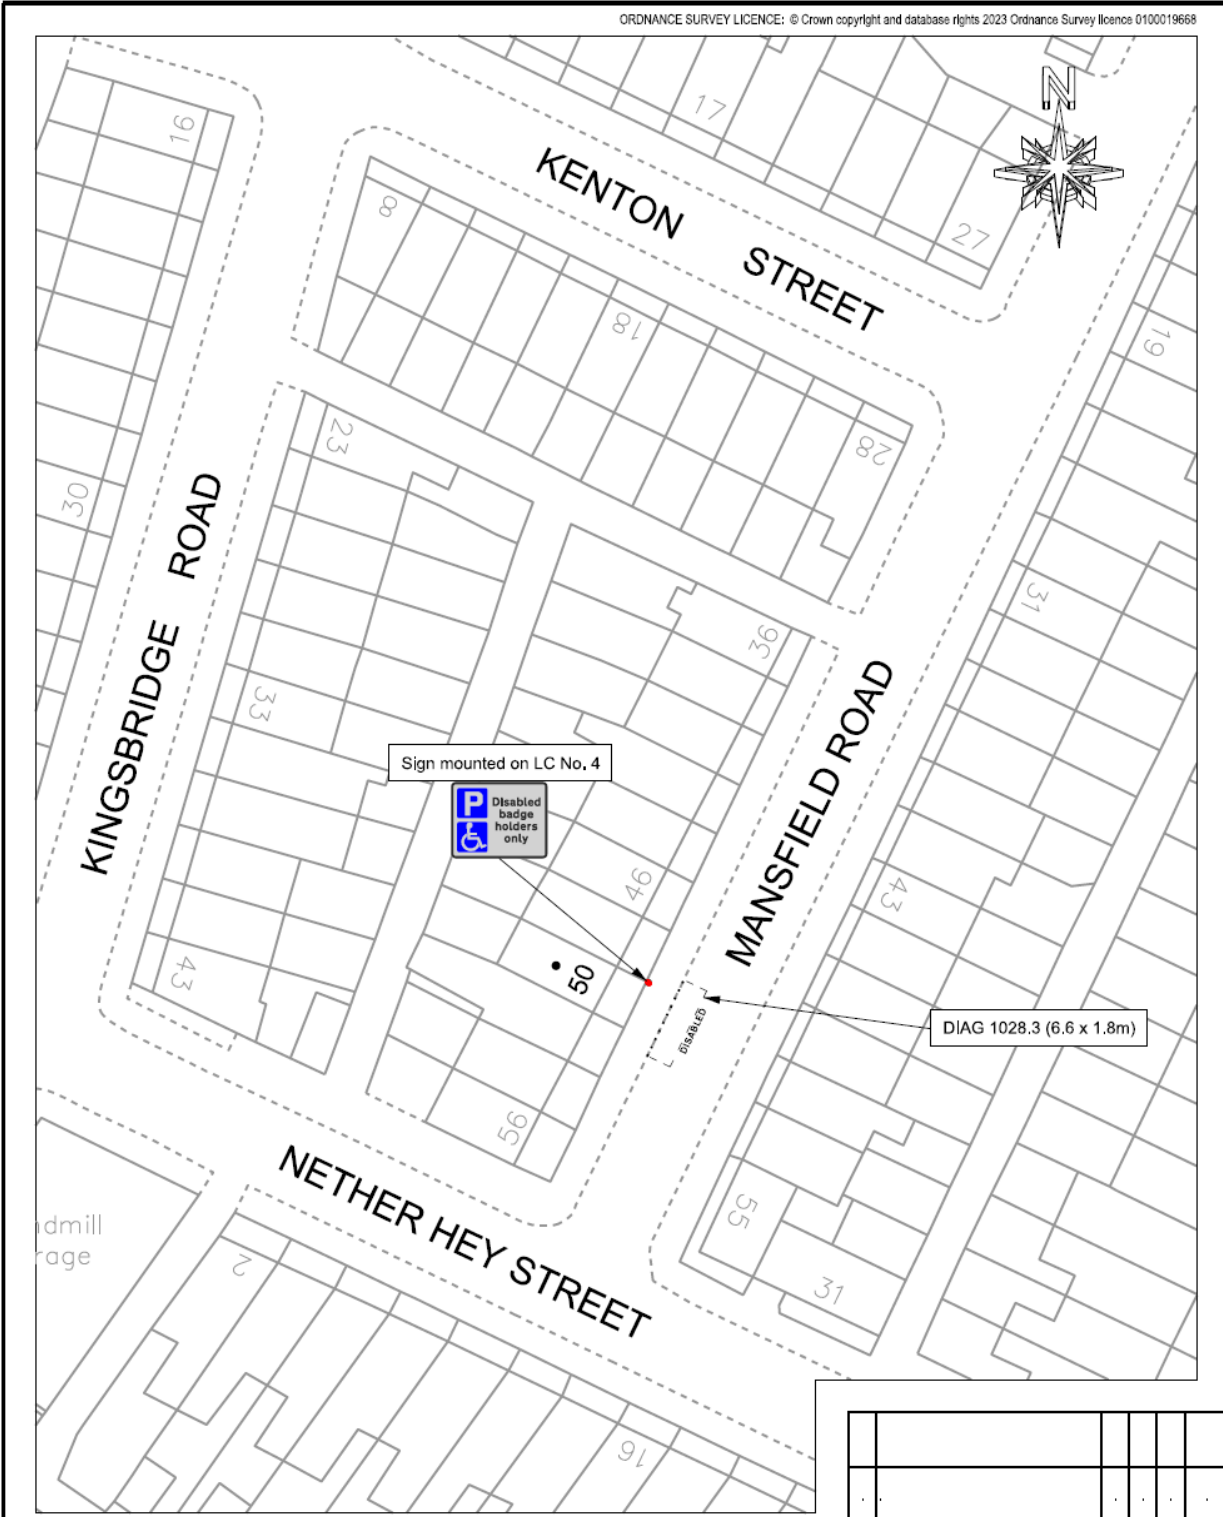 ORDNANCE SURVEY LICENCE: © Crown copyright and database rights 2023 Ordnance Survey licence 0100019668
N
17
16
KENTON STREET
8
27
18
19
28
23
30
KINGSBRIDGE ROAD
31
36
33
MANSFIELD ROAD
Sign mounted on LC No. 4
P Disabled
badge
holders
only
46
43
43
50
DISABLED
DIAG 1028.3 (6.6 x 1.8m)
56
NETHER HEY STREET
55
ndmill
rage
2
31
16